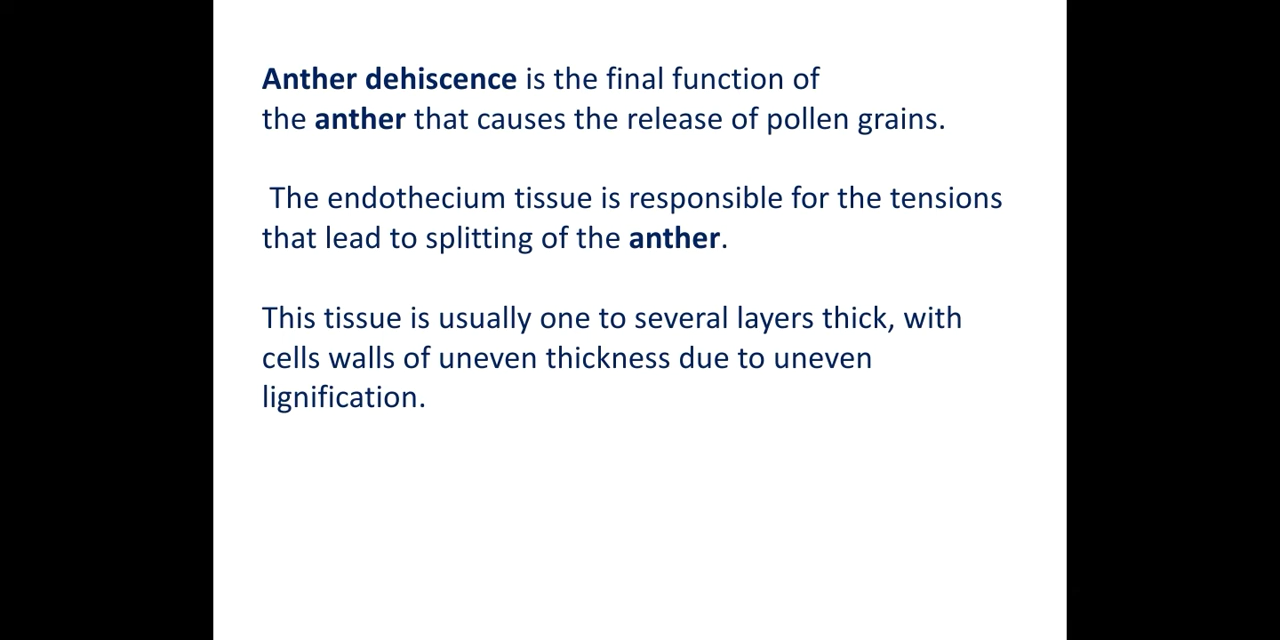 Anther dehiscence is the final function of
the anther that causes the release of pollen grains.
The endothecium tissue is responsible for the tensions
that lead to splitting of the anther.
This tissue is usually one to several layers thick, with
cells walls of uneven thickness due to uneven
lignification.